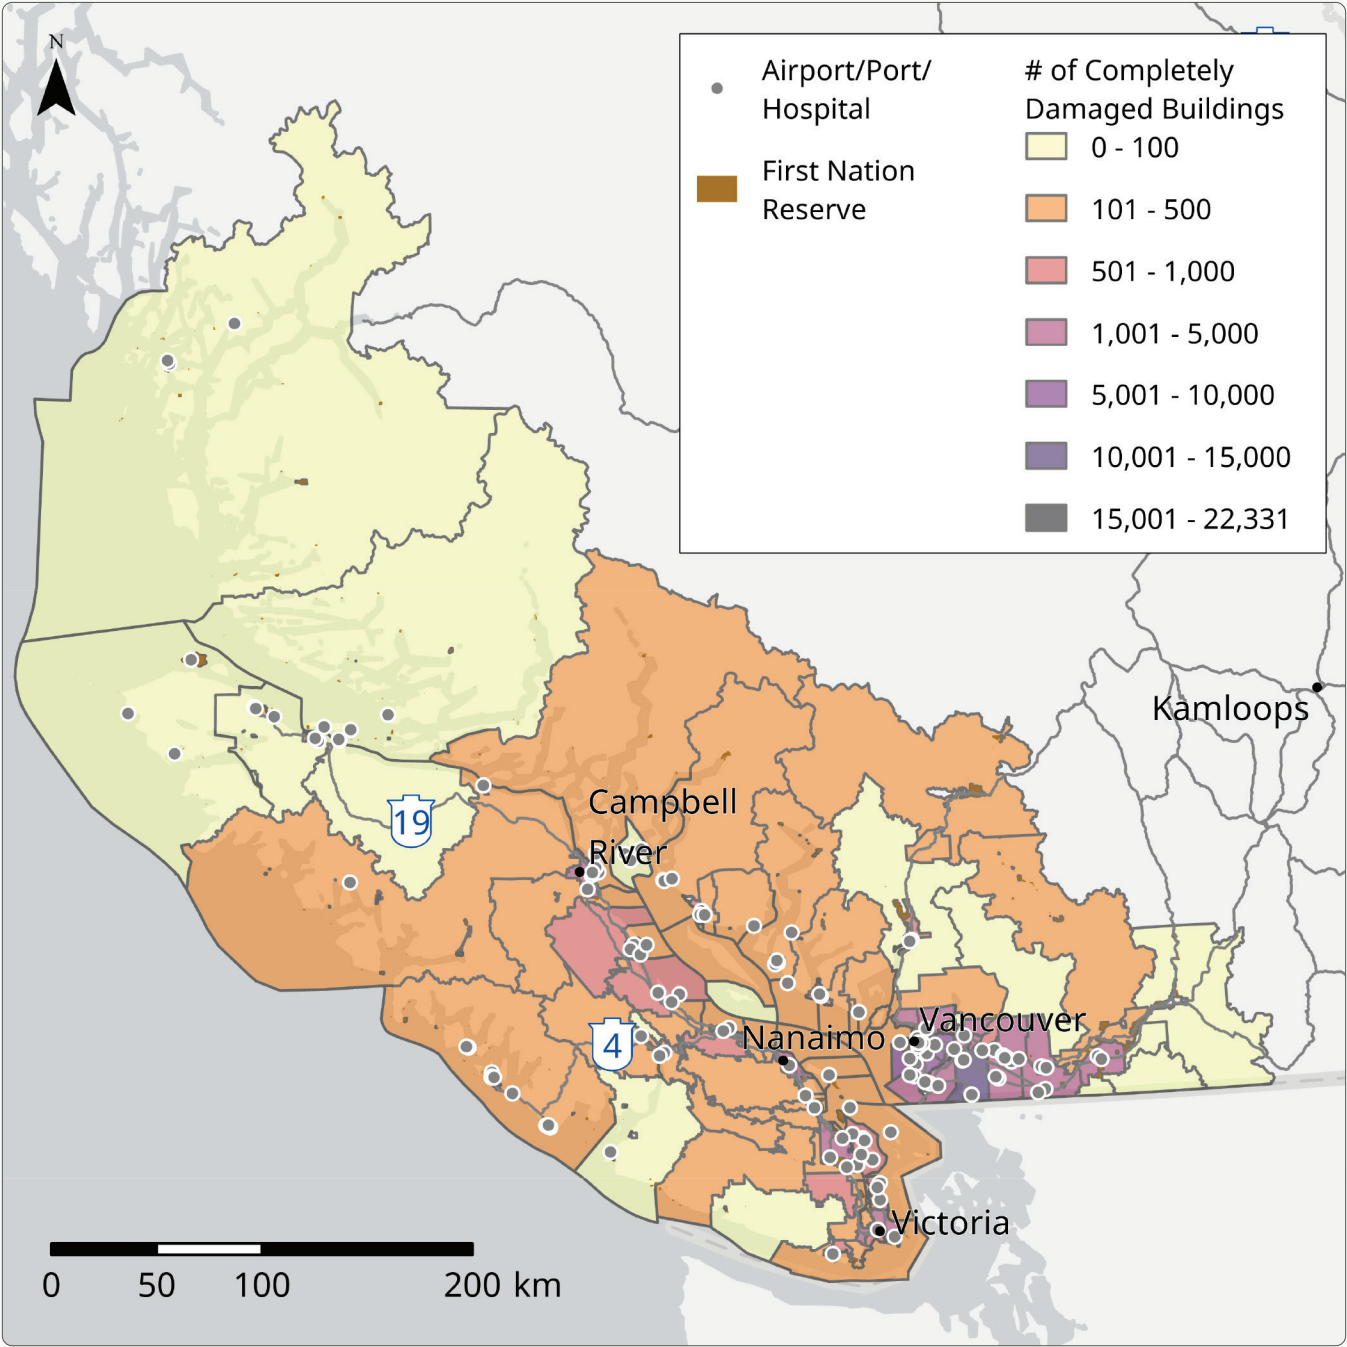 N
Airport/Port/
Hospital
First Nation
Reserve
# of Completely
Damaged Buildings
0 - 100
101 - 500
501 - 1,000
1,001 - 5,000
5,001 - 10,000
10,001 - 15,000
15,001 - 22,331
Kamloops
Campbell
River
19
4
Nanaimo
Vancouver
Victoria
0 50 100 200 km